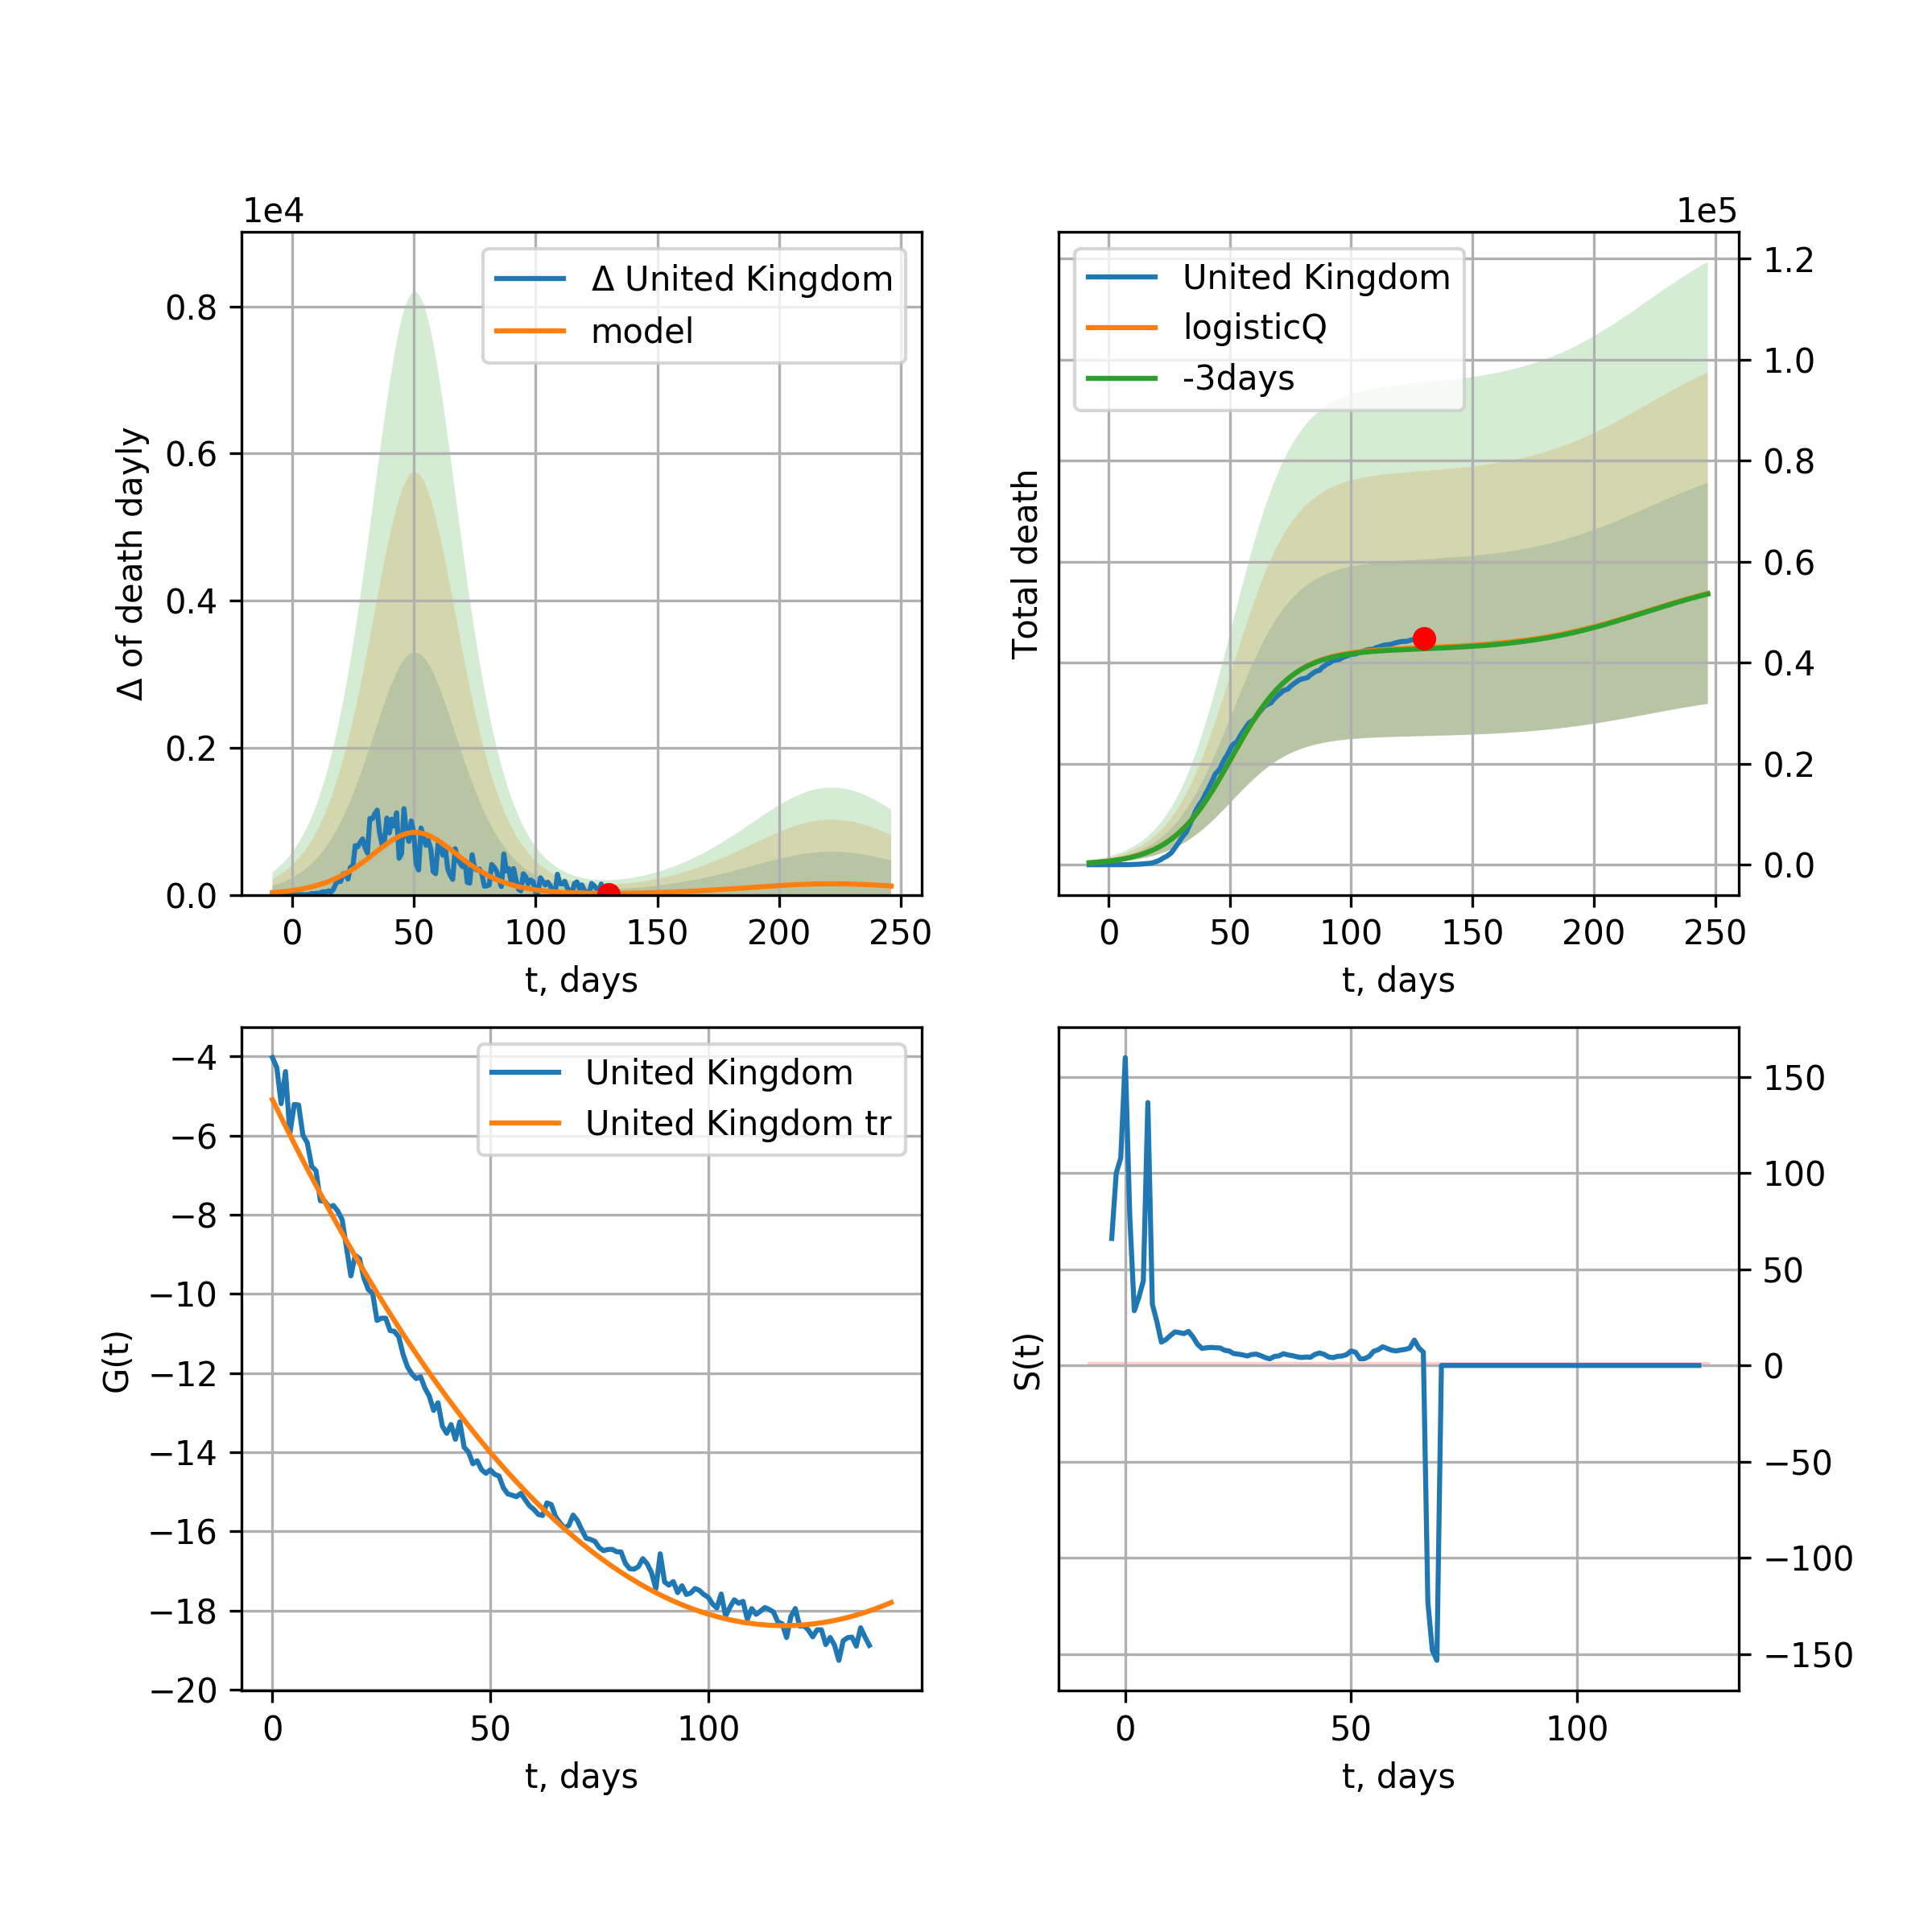 1e4
Δ of death dayly
0.8
0.6
0.4
0.2
0.0
Δ United Kingdom
model
0 50 100 150 200 250
t, days
1e5
Total death
United Kingdom
logisticQ
-3days
1.2
1.0
0.8
0.6
0.4
0.2
0.0
0 50 100 150 200 250
t, days
G(t)
−4
−6
−8
−10
−12
−14
−16
−18
−20
United Kingdom
United Kingdom tr
0 50 100
t, days
S(t)
150
100
50
0
−50
−100
−150
0 50 100
t, days